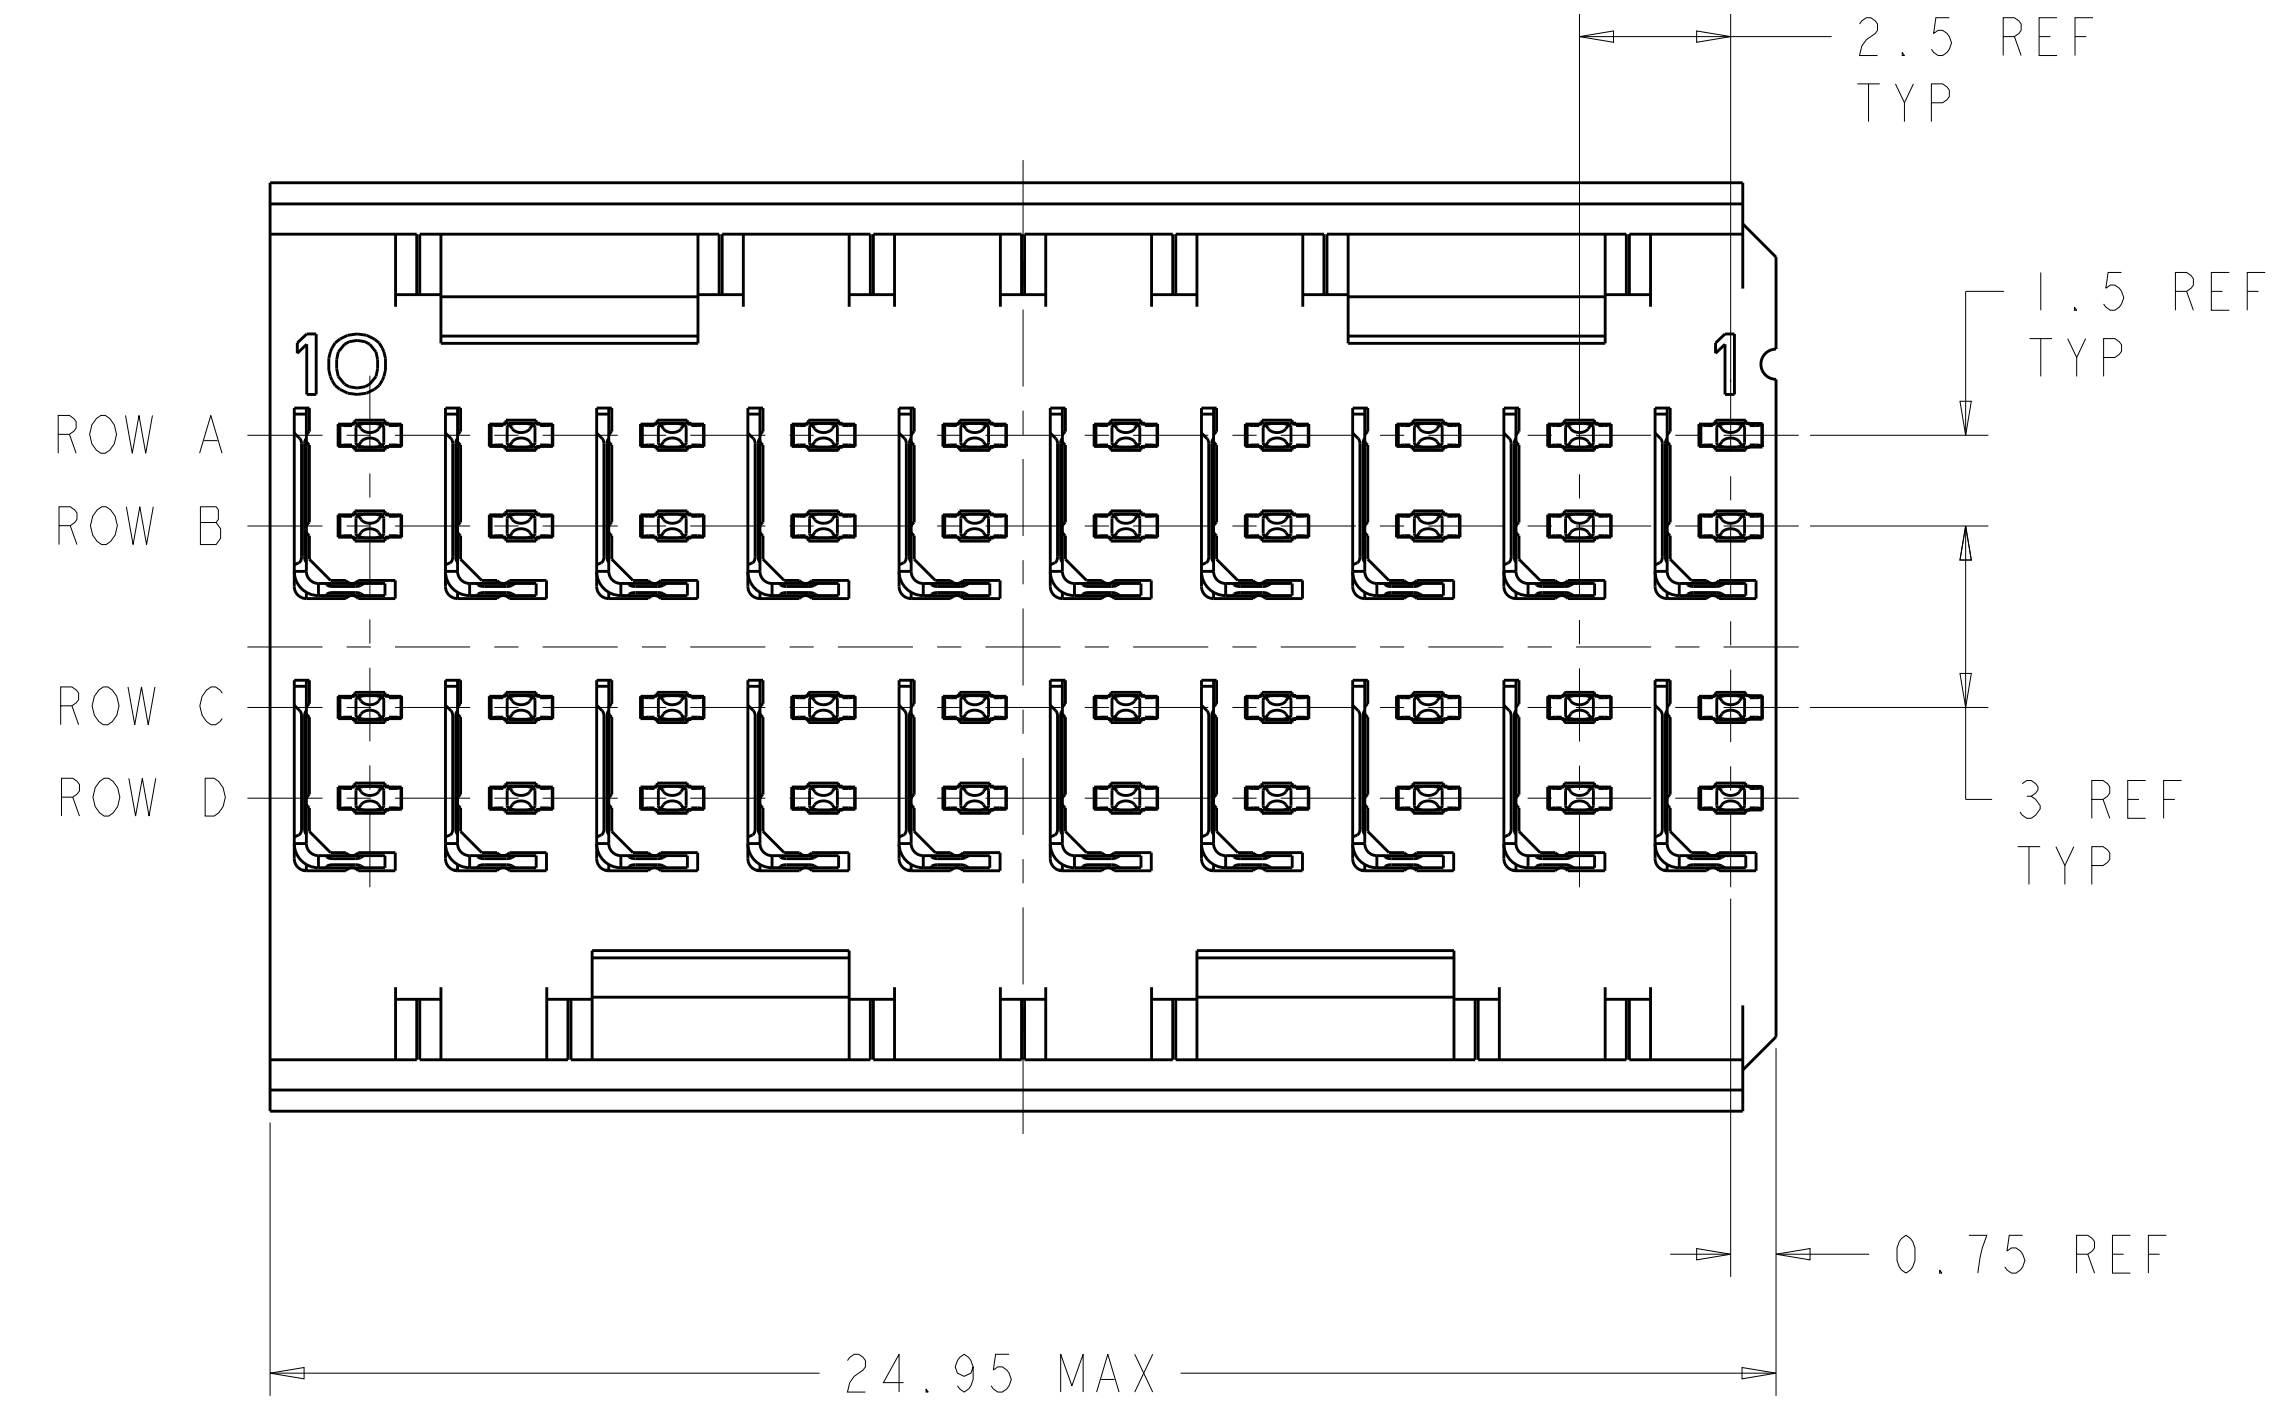 2.5 REF
TYP
1.5 REF
TYP
10
1
ROW A
ROW B
ROW C
ROW D
3 REF
TYP
0.75 REF
24.95 MAX